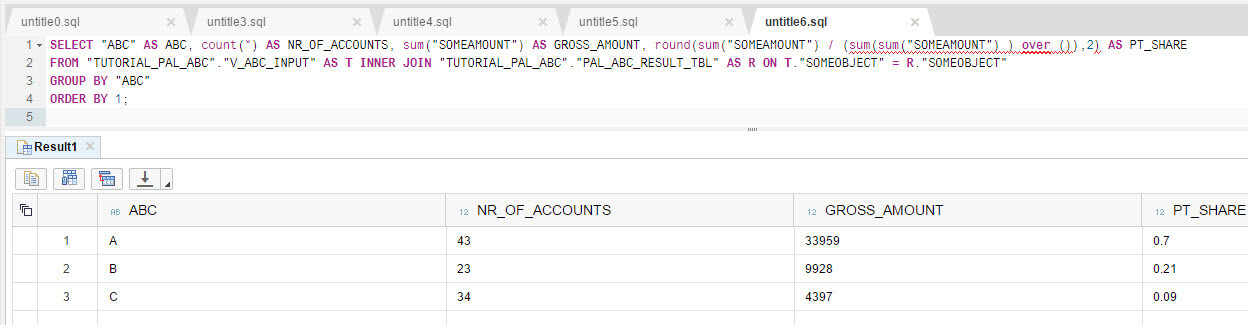 untitle0.sql untitle3.sql untitle4.sql untitle5.sql untitle6.sql
1 SELECT "ABC" AS ABC, count(*) AS NR_OF_ACCOUNTS, sum("SOMEAMOUNT") AS GROSS_AMOUNT, round(sum("SOMEAMOUNT") / (sum(sum("SOMEAMOUNT") ) over ()),2) AS PT_SHARE
2 FROM "TUTORIAL_PAL_ABC"."V_ABC_INPUT" AS T INNER JOIN "TUTORIAL_PAL_ABC"."PAL_ABC_RESULT_TBL" AS R ON T."SOMEOBJECT" = R."SOMEOBJECT"
3 GROUP BY "ABC"
4 ORDER BY 1;
5
Result1
AB ABC 12 NR_OF_ACCOUNTS 12 GROSS_AMOUNT 12 PT_SHARE
1 A 43 33959 0.7
2 B 23 9928 0.21
3 C 34 4397 0.09